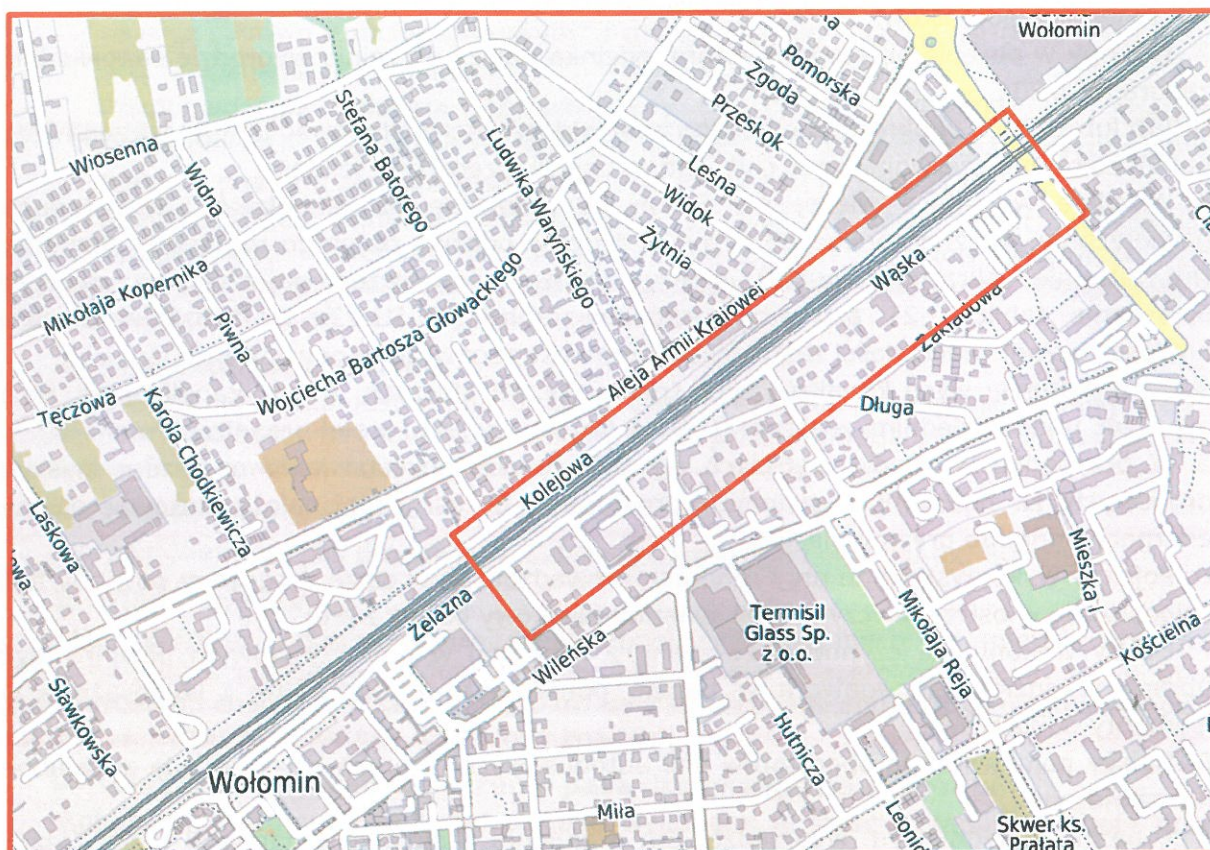 Wołomin
Pomorska
Zgoda
Przeskok
Stefana Batorego
Ludwika Waryńskiego
Wiosenna
Widna
Leśna
Widok
Żytnia
Mikołaja Kopernika
Wojciecha Bartosza Głowackiego
Wąska
Piwna
Aleja Armii Krajowej
Zakładowa
Tęczowa
Karola Chodkiewicza
Długa
Kolejowa
Laskowa
Mieszka I
Żelazna
Termisil
Glass Sp.
z o.o.
Mikołaja Reja
Kościelna
Wileńska
Sławkowska
Hutnicza
Wołomin
Miła
Skwer ks.
Prałata